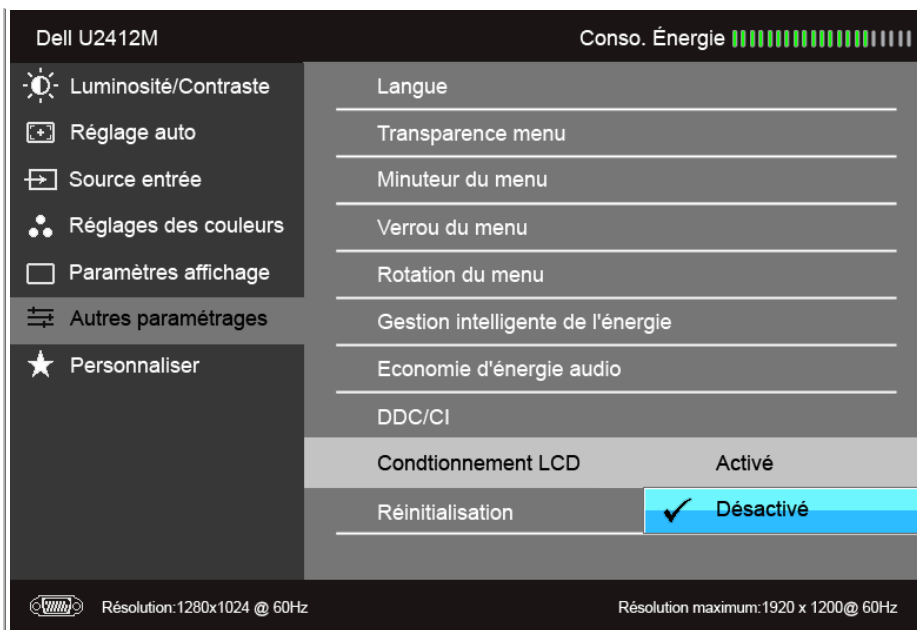 Dell U2412M
Conso. Énergie
Luminosité/Contraste
Réglage auto
Source entrée
Réglages des couleurs
Paramètres affichage
Autres paramétrages
Personnaliser
Langue
Transparence menu
Minuteur du menu
Verrou du menu
Rotation du menu
Gestion intelligente de l'énergie
Economie d'énergie audio
DDC/CI
Condtionnement LCD
Activé
Réinitialisation
Désactivé
Résolution:1280x1024 @ 60Hz
Résolution maximum:1920 x 1200@ 60Hz